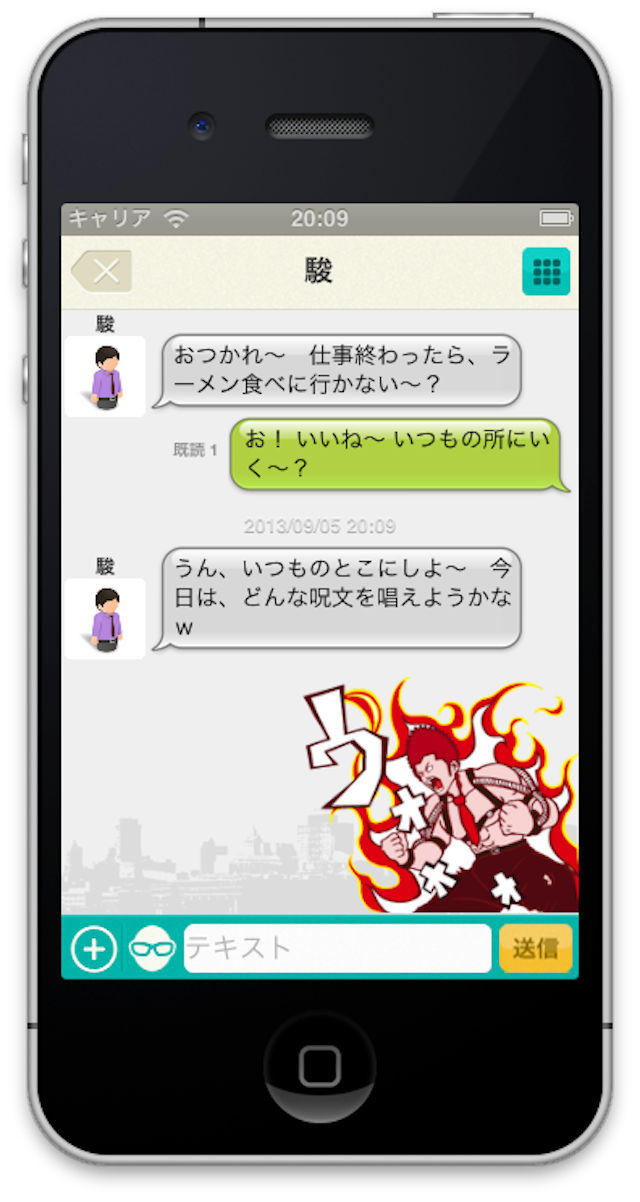 キャリア 20:09
駿
駿
おつかれ〜　仕事終わったら、ラ
ーメン食べに行かない〜？
お！ いいね〜 いつもの所にい
く〜？
既読 1
2013/09/05 20:09
駿
うん、いつものとこにしよ〜　今
日は、どんな呪文を唱えようかな
w
ウ
オ
オ
オ
テキスト
送信